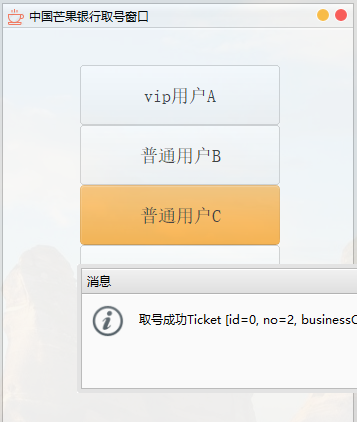 中国芒果银行取号窗口
vip用户A
普通用户B
普通用户C
消息
取号成功Ticket [id=0, no=2, business